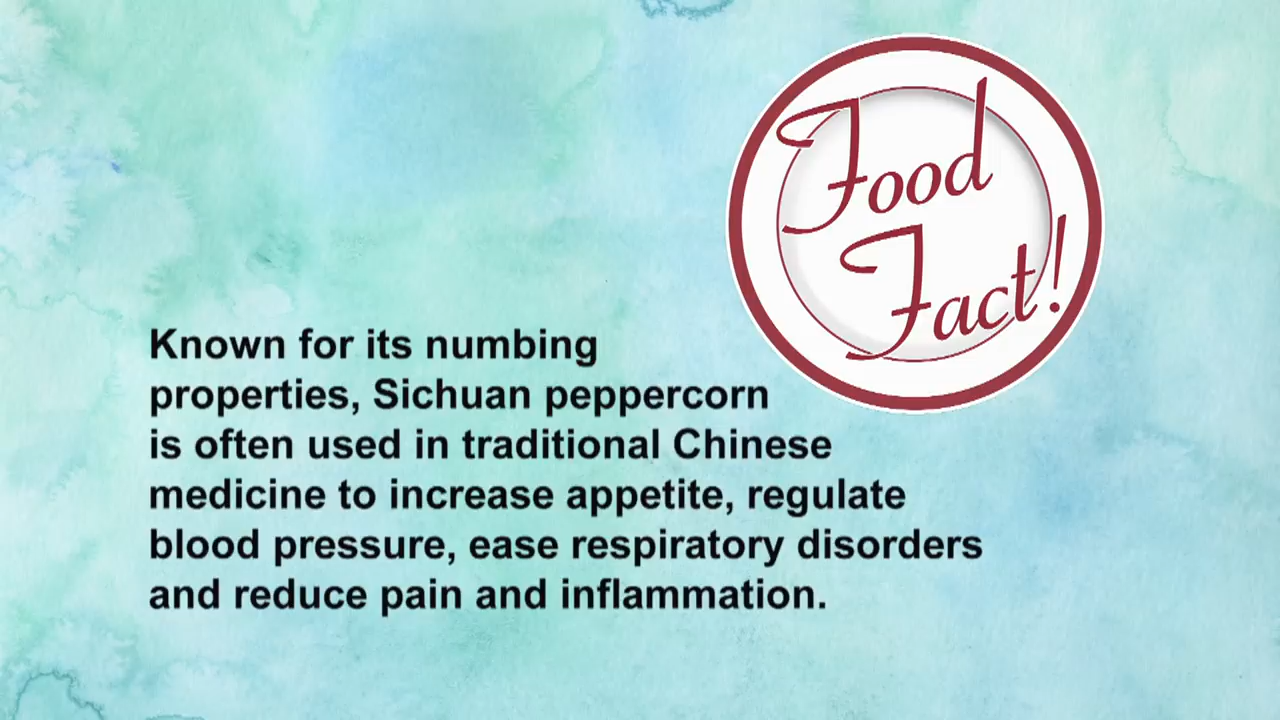 Food
Fact!
Known for its numbing
properties, Sichuan peppercorn
is often used in traditional Chinese
medicine to increase appetite, regulate
blood pressure, ease respiratory disorders
and reduce pain and inflammation.